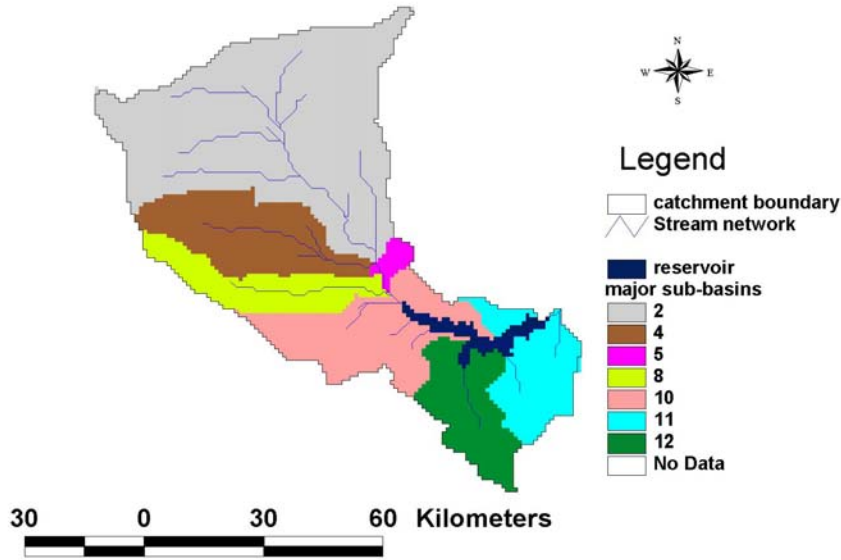 N
W E
S
Legend
catchment boundary
Stream network
reservoir
major sub-basins
2
4
5
8
10
11
12
No Data
30 0 30 60 Kilometers